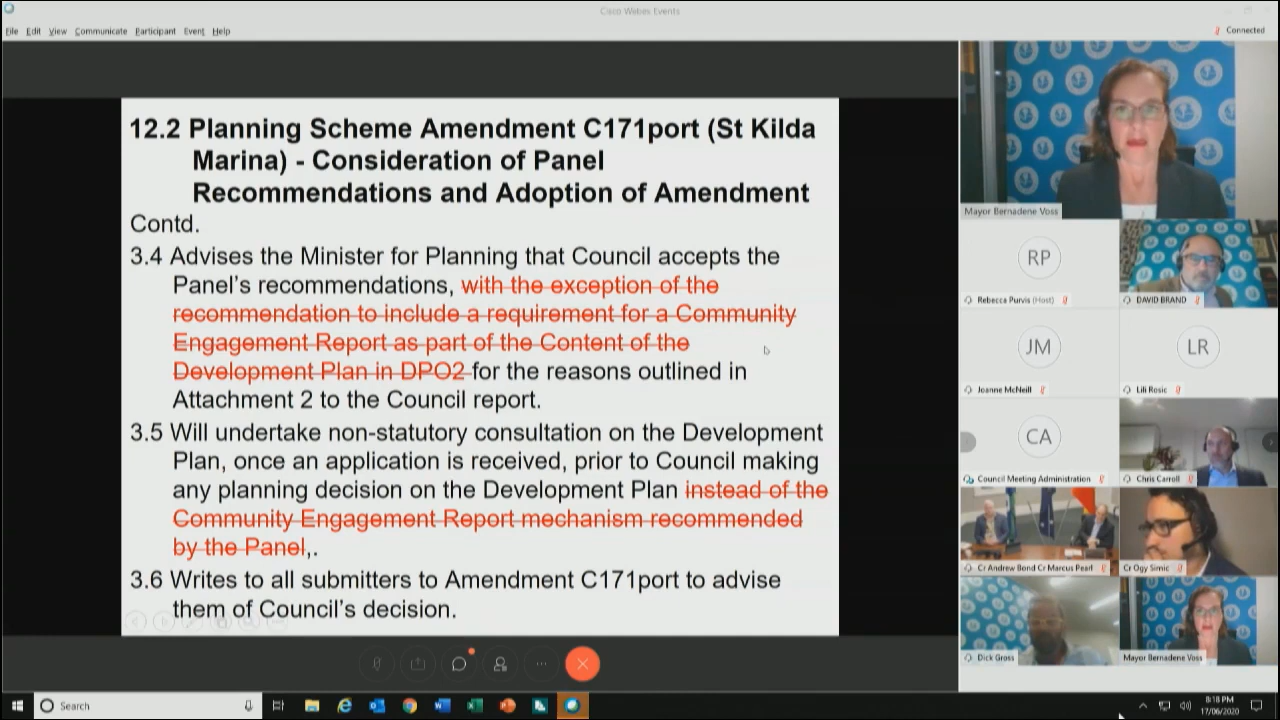 Cisco Webex Events
File Edit View Communicate Participant Event Help
Connected
12.2 Planning Scheme Amendment C171port (St Kilda
Marina) - Consideration of Panel
Recommendations and Adoption of Amendment
Contd.
3.4 Advises the Minister for Planning that Council accepts the
Panel's recommendations, with the exception of the
recommendation to include a requirement for a Community
Engagement Report as part of the Content of the
Development Plan in DPO2 for the reasons outlined in
Attachment 2 to the Council report.
3.5 Will undertake non-statutory consultation on the Development
Plan, once an application is received, prior to Council making
any planning decision on the Development Plan instead of the
Community Engagement Report mechanism recommended
by the Panel,.
3.6 Writes to all submitters to Amendment C171port to advise
them of Council's decision.
Mayor Bernadene Voss
RP
Rebecca Purvis (Host)
DAVID BRAND
JM
Joanne McNeill
LR
Lili Rosic
CA
Council Meeting Administration
Chris Carroll
Cr Andrew Bond Cr Marcus Pearl
Cr Ogy Simic
Dick Gross
Mayor Bernadene Voss
Search
8:18 PM
17/06/2020